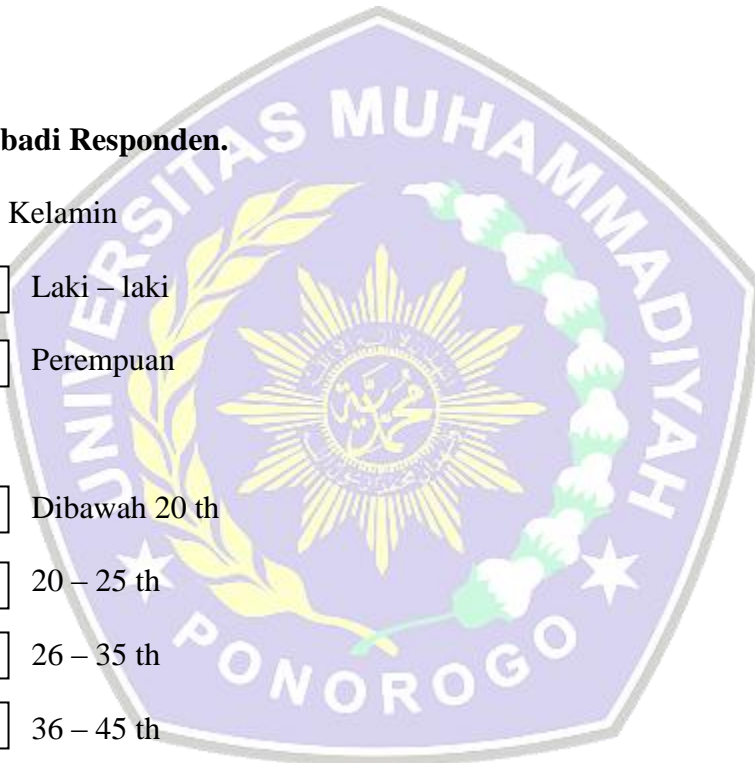 badi Responden.
Kelamin
Laki – laki
Perempuan
Dibawah 20 th
20 – 25 th
26 – 35 th
36 – 45 th
UNIVERSITAS MUHAMMADIYAH
PONOROGO